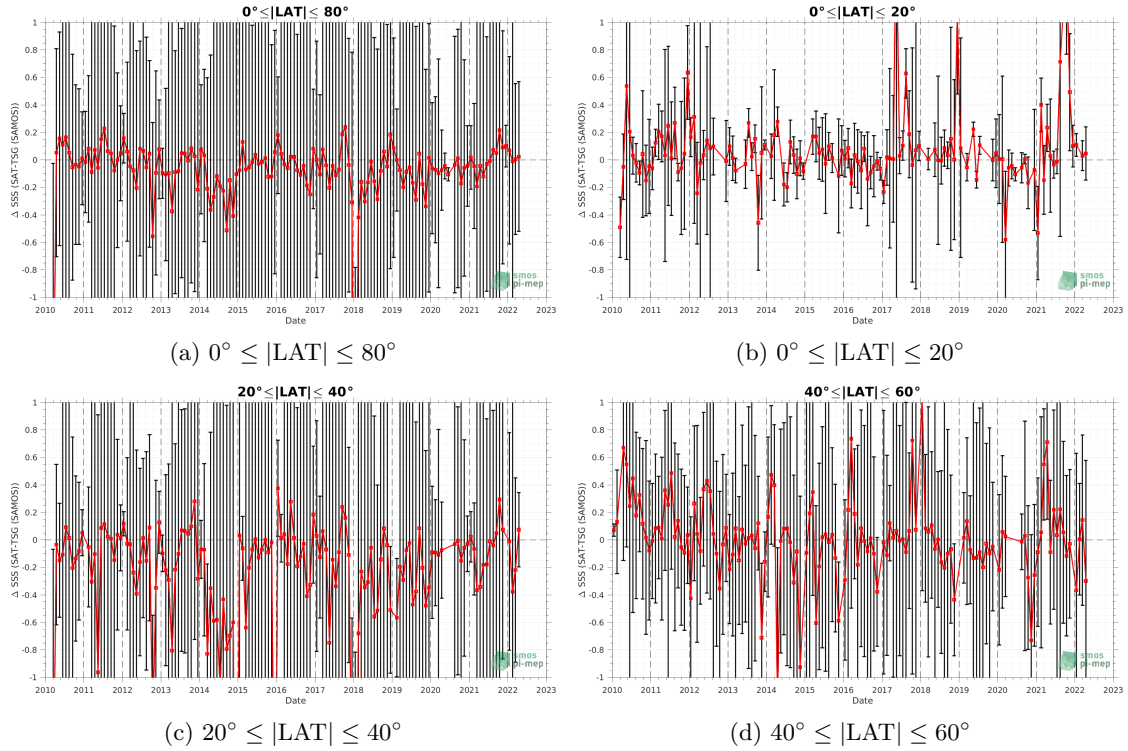 0°≤|LAT|≤ 80°
Δ SSS (SAT-TSG (SAMOS))
1
0.8
0.6
0.4
0.2
0
-0.2
-0.4
-0.6
-0.8
-1
2010 2011 2012 2013 2014 2015 2016 2017 2018 2019 2020 2021 2022 2023
Date
smos
pi-mep
(a) 0° ≤ |LAT| ≤ 80°
0°≤|LAT|≤ 20°
Δ SSS (SAT-TSG (SAMOS))
1
0.8
0.6
0.4
0.2
0
-0.2
-0.4
-0.6
-0.8
-1
2010 2011 2012 2013 2014 2015 2016 2017 2018 2019 2020 2021 2022 2023
Date
smos
pi-mep
(b) 0° ≤ |LAT| ≤ 20°
20°≤|LAT|≤ 40°
Δ SSS (SAT-TSG (SAMOS))
1
0.8
0.6
0.4
0.2
0
-0.2
-0.4
-0.6
-0.8
-1
2010 2011 2012 2013 2014 2015 2016 2017 2018 2019 2020 2021 2022 2023
Date
smos
pi-mep
(c) 20° ≤ |LAT| ≤ 40°
40°≤|LAT|≤ 60°
Δ SSS (SAT-TSG (SAMOS))
1
0.8
0.6
0.4
0.2
0
-0.2
-0.4
-0.6
-0.8
-1
2010 2011 2012 2013 2014 2015 2016 2017 2018 2019 2020 2021 2022 2023
Date
smos
pi-mep
(d) 40° ≤ |LAT| ≤ 60°